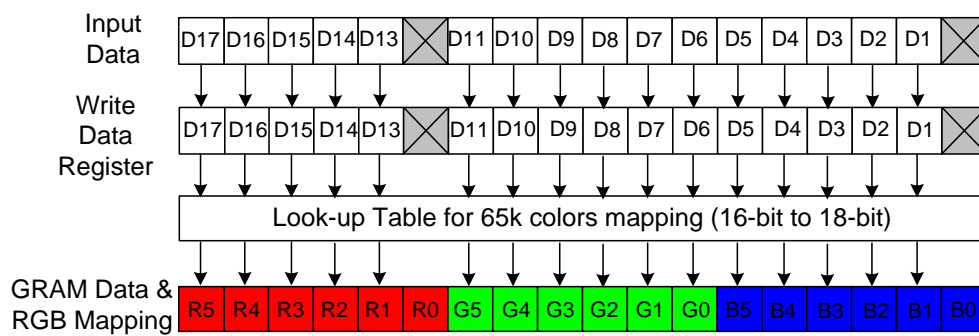 Input
Data
D17 D16 D15 D14 D13 D11 D10 D9 D8 D7 D6 D5 D4 D3 D2 D1
Write
Data
Register
D17 D16 D15 D14 D13 D11 D10 D9 D8 D7 D6 D5 D4 D3 D2 D1
Look-up Table for 65k colors mapping (16-bit to 18-bit)
GRAM Data &
RGB Mapping
R5 R4 R3 R2 R1 R0 G5 G4 G3 G2 G1 G0 B5 B4 B3 B2 B1 B0